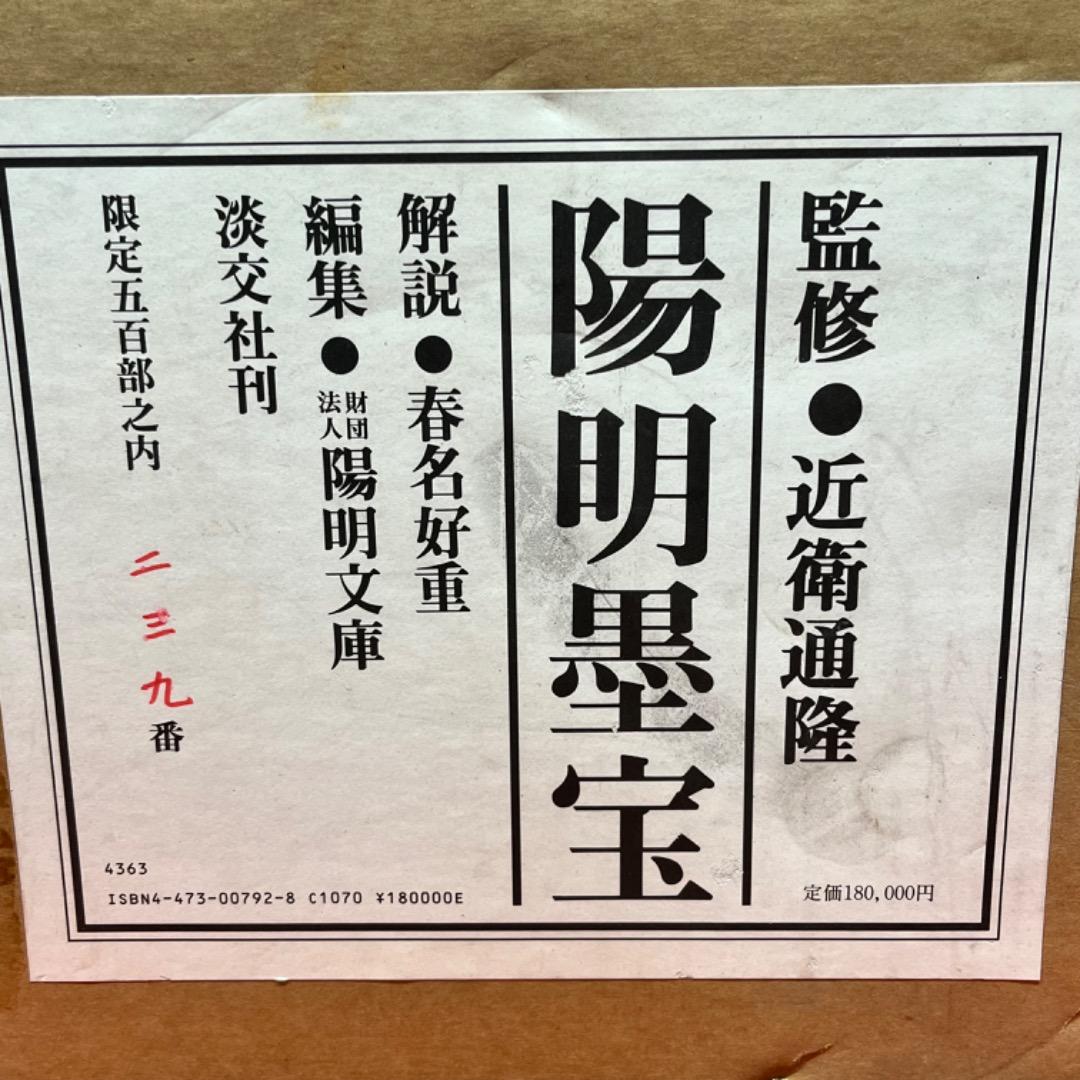 監修●近衛通隆
陽明墨宝
解説●春名好重
編集●財団法人陽明文庫
淡交社刊
限定五百部之内 二三九番
定価180,000円
4363
ISBN4-473-00792-8 C1070 ¥180000E